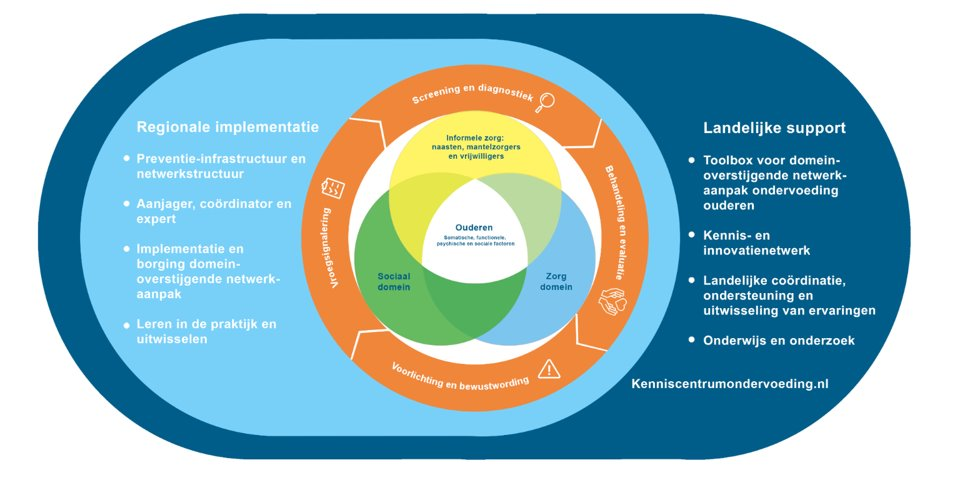 Regionale implementatie
Preventie-infrastructuur en
netwerkstructuur
Aanjager, coördinator en
expert
Implementatie en
borging domein-
overstijgende netwerk-
aanpak
Leren in de praktijk en
uitwisselen
Screening en diagnostiek
Behandeling en evaluatie
Voorlichting en bewustwording
Vroegsignalering
Informele zorg:
naasten, mantelzorgers
en vrijwilligers
Ouderen
Somatische, functionele,
psychische en sociale factoren
Sociaal
domein
Zorg
domein
Landelijke support
Toolbox voor domein-
overstijgende netwerk-
aanpak ondervoeding
ouderen
Kennis- en
innovatienetwerk
Landelijke coördinatie,
ondersteuning en
uitwisseling van ervaringen
Onderwijs en onderzoek
Kenniscentrumondervoeding.nl